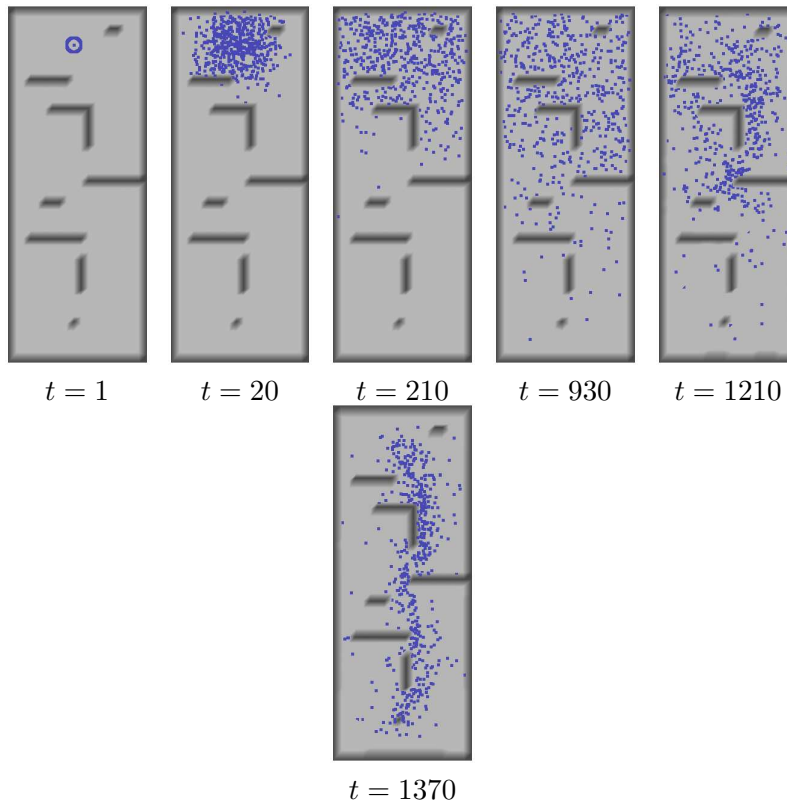 t = 1 t = 20 t = 210 t = 930 t = 1210
t = 1370